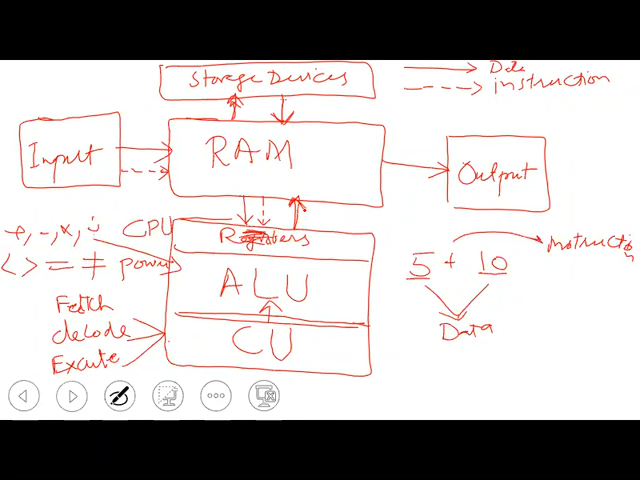 Storage Devices
Data
instruction
Input
RAM
Output
+, -, x, ÷ CPU
Registers
< > = ≠ power
ALU
5 + 10
instruction
Data
Fetch
decode
Excute
CU